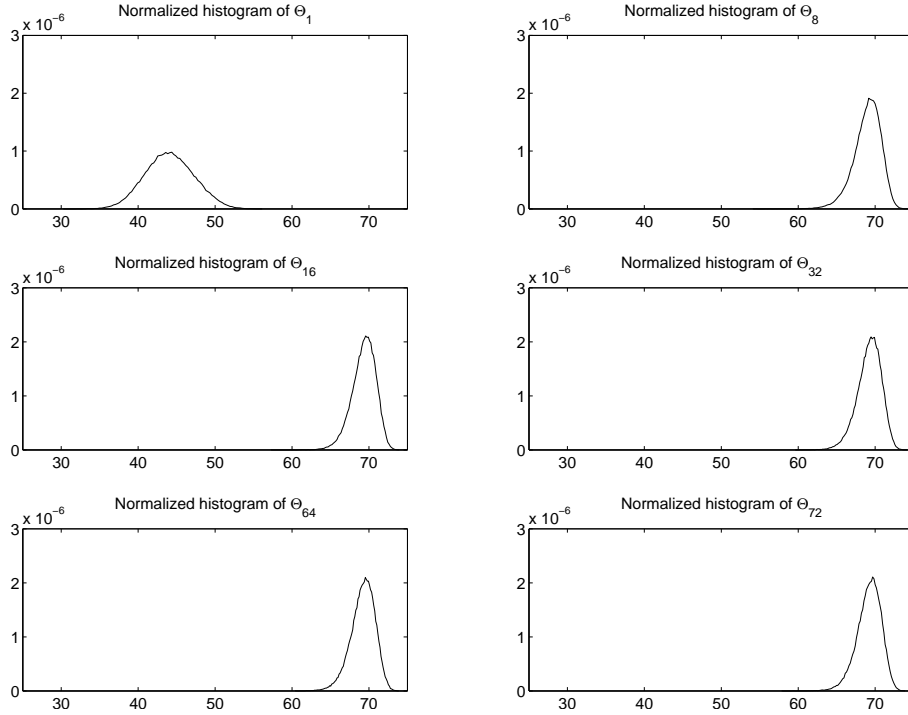 Normalized histogram of Θ₁
x 10⁻⁶
3
2
1
0
30 40 50 60 70
Normalized histogram of Θ₈
x 10⁻⁶
3
2
1
0
30 40 50 60 70
Normalized histogram of Θ₁₆
x 10⁻⁶
3
2
1
0
30 40 50 60 70
Normalized histogram of Θ₃₂
x 10⁻⁶
3
2
1
0
30 40 50 60 70
Normalized histogram of Θ₆₄
x 10⁻⁶
3
2
1
0
30 40 50 60 70
Normalized histogram of Θ₇₂
x 10⁻⁶
3
2
1
0
30 40 50 60 70